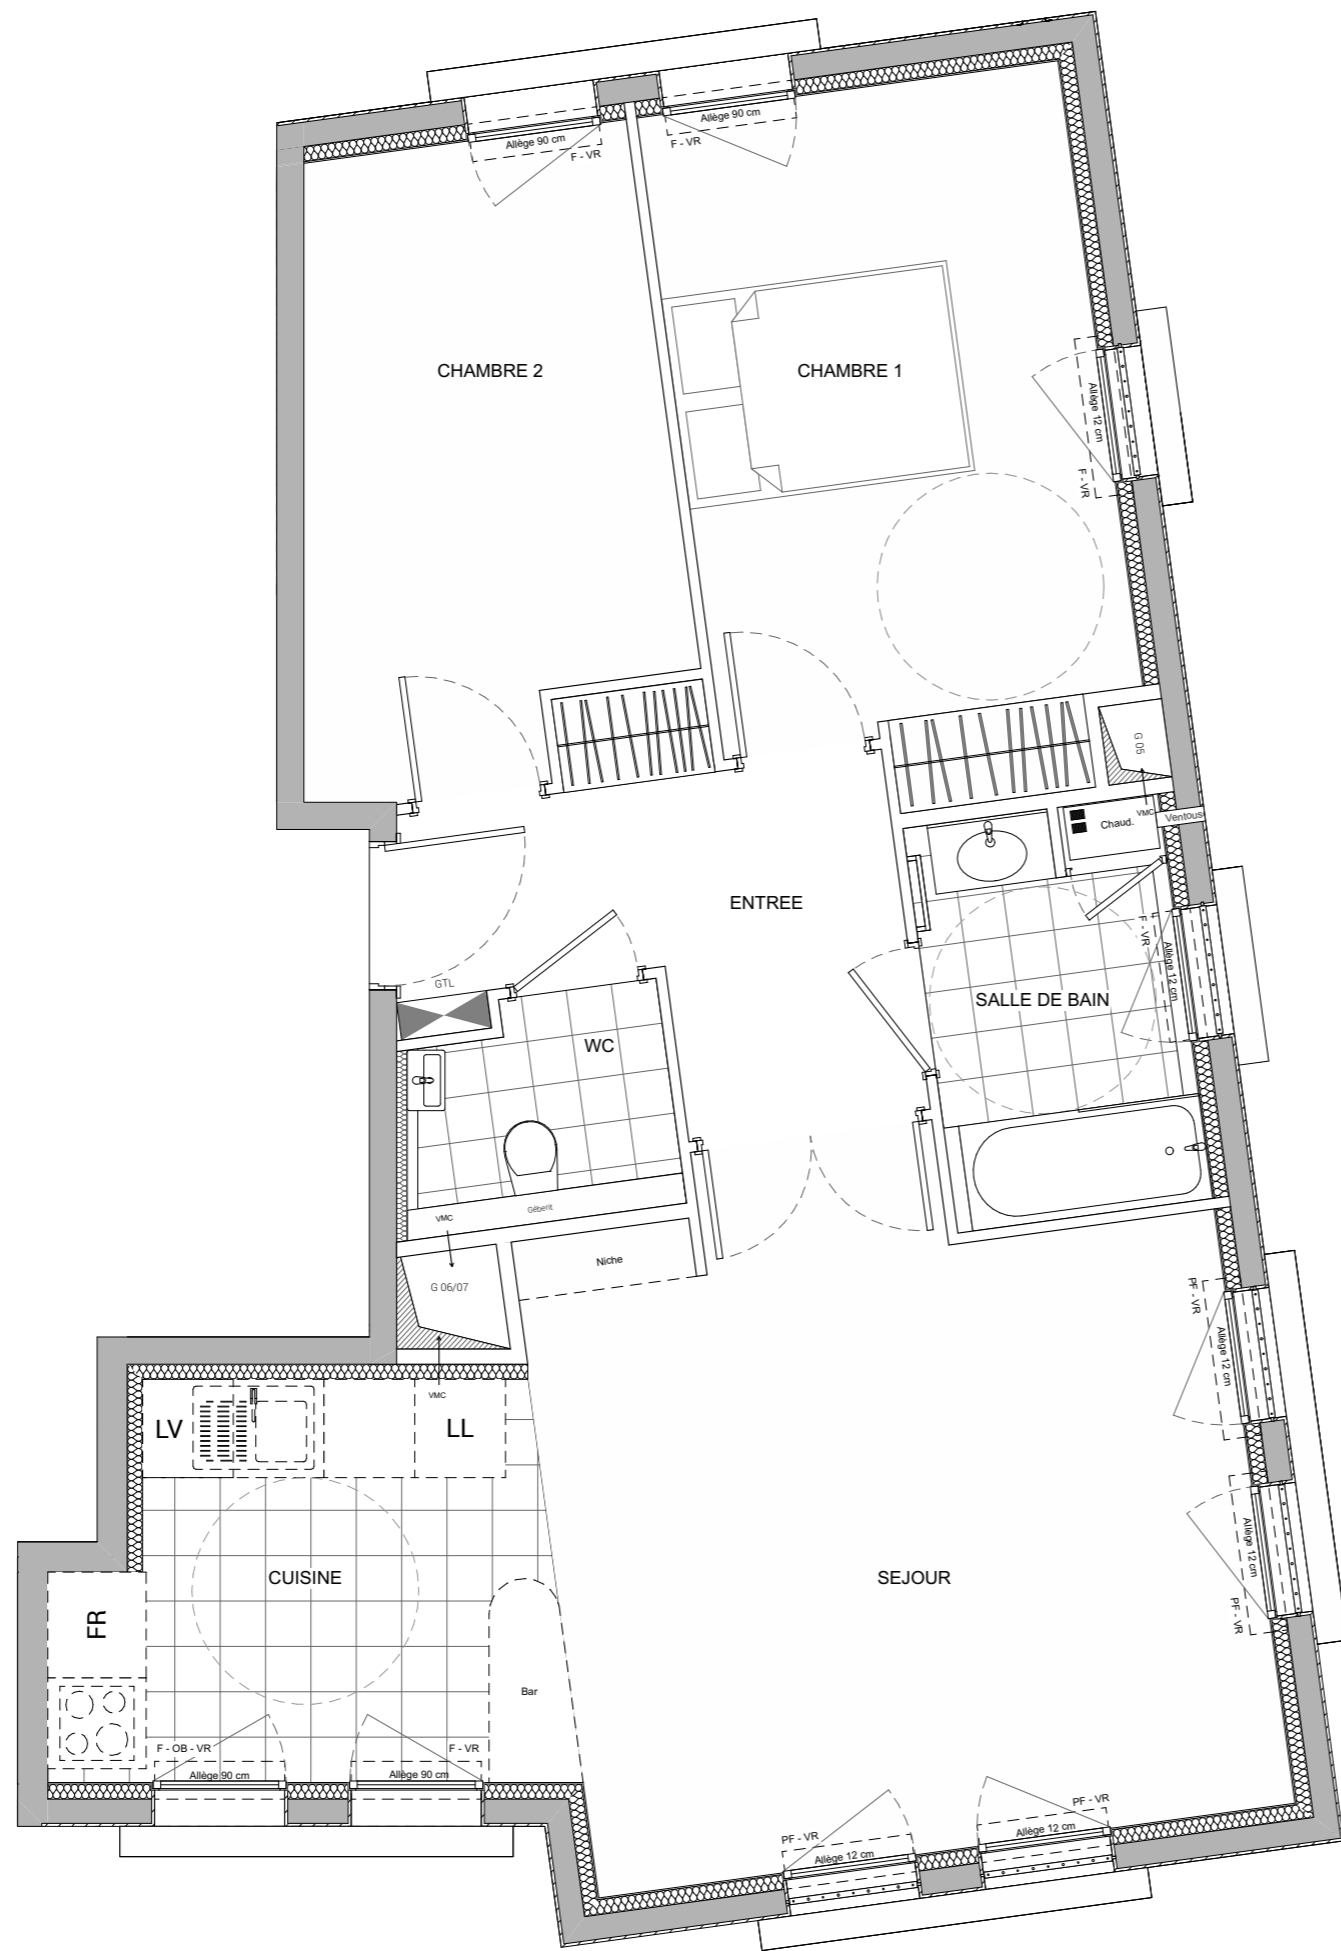 Allège 90 cm
F - VR
Allège 90 cm
F - VR
CHAMBRE 2
CHAMBRE 1
Allège 12 cm
F - VR
G 05
VMC
Chaud.
Ventouse
ENTREE
F - VR
Allège 12 cm
GTL
SALLE DE BAIN
WC
Géberit
VMC
Niche
G 06/07
PF - VR
Allège 12 cm
VMC
LV
LL
CUISINE
SEJOUR
Allège 12 cm
PF - VR
FR
Bar
F - OB - VR
Allège 90 cm
F - VR
Allège 90 cm
PF - VR
Allège 12 cm
PF - VR
Allège 12 cm